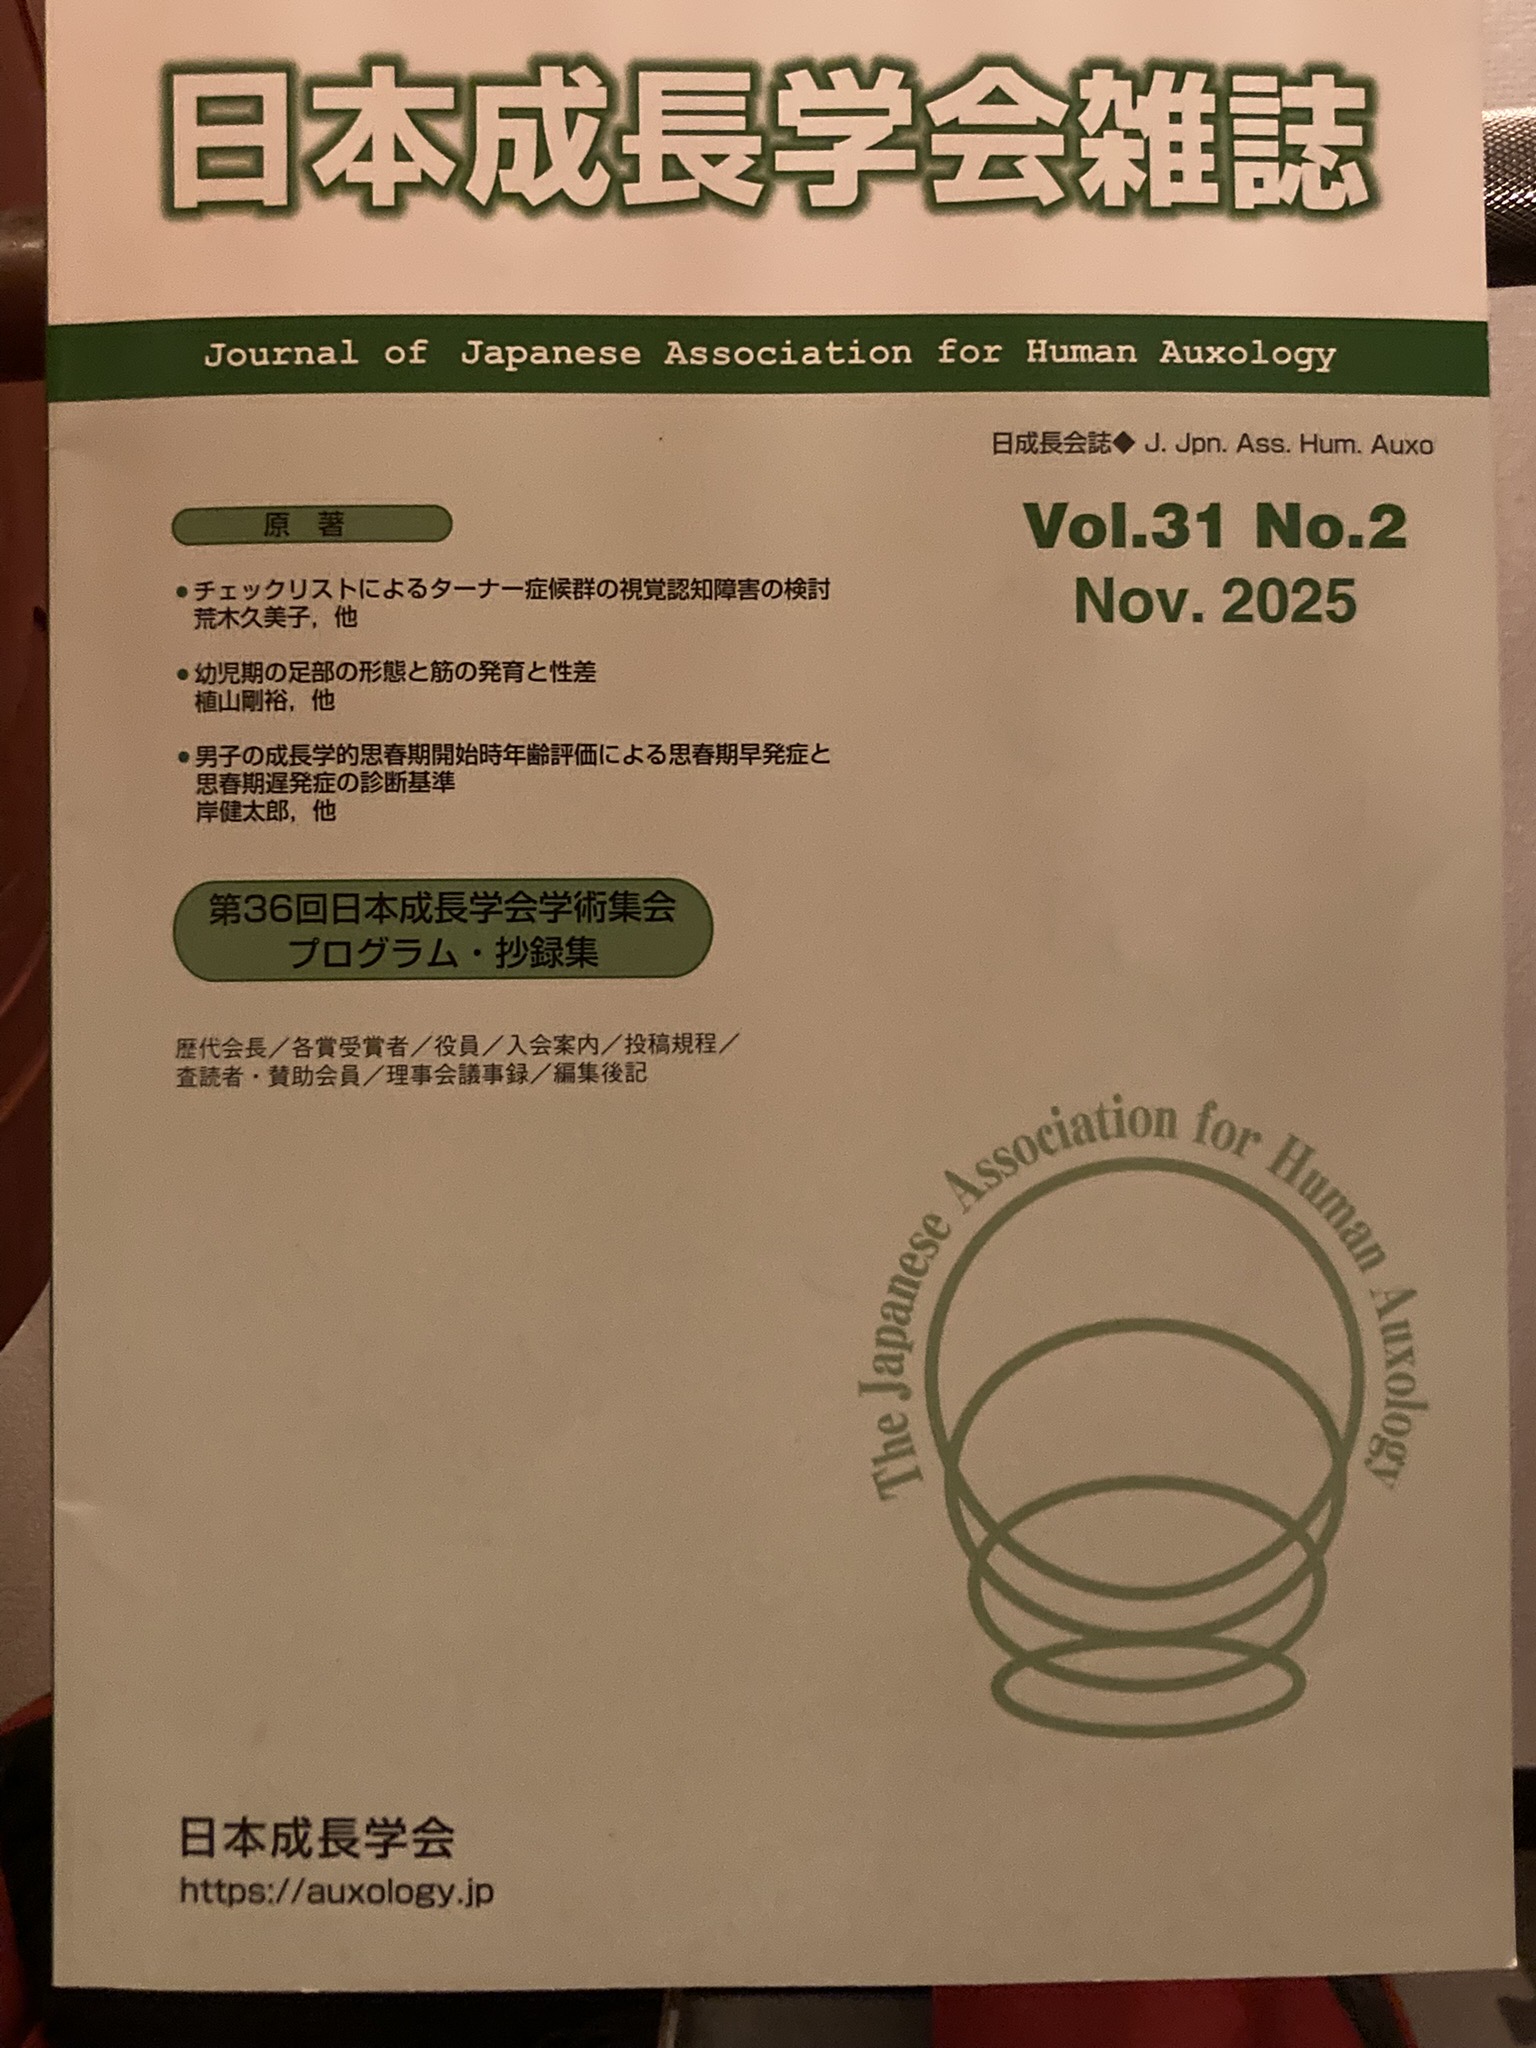 日本成長学会雑誌
Journal of Japanese Association for Human Auxology
日成長会誌◆ J. Jpn. Ass. Hum. Auxo
Vol.31 No.2
Nov. 2025
原 著
●チェックリストによるターナー症候群の視覚認知障害の検討
荒木久美子，他
●幼児期の足部の形態と筋の発育と性差
植山剛裕，他
●男子の成長学的思春期開始時年齢評価による思春期早発症と
思春期遅発症の診断基準
岸健太郎，他
第36回日本成長学会学術集会
プログラム・抄録集
歴代会長／各賞受賞者／役員／入会案内／投稿規程／
査読者・賛助会員／理事会議事録／編集後記
The Japanese Association for Human Auxology
日本成長学会
https://auxology.jp